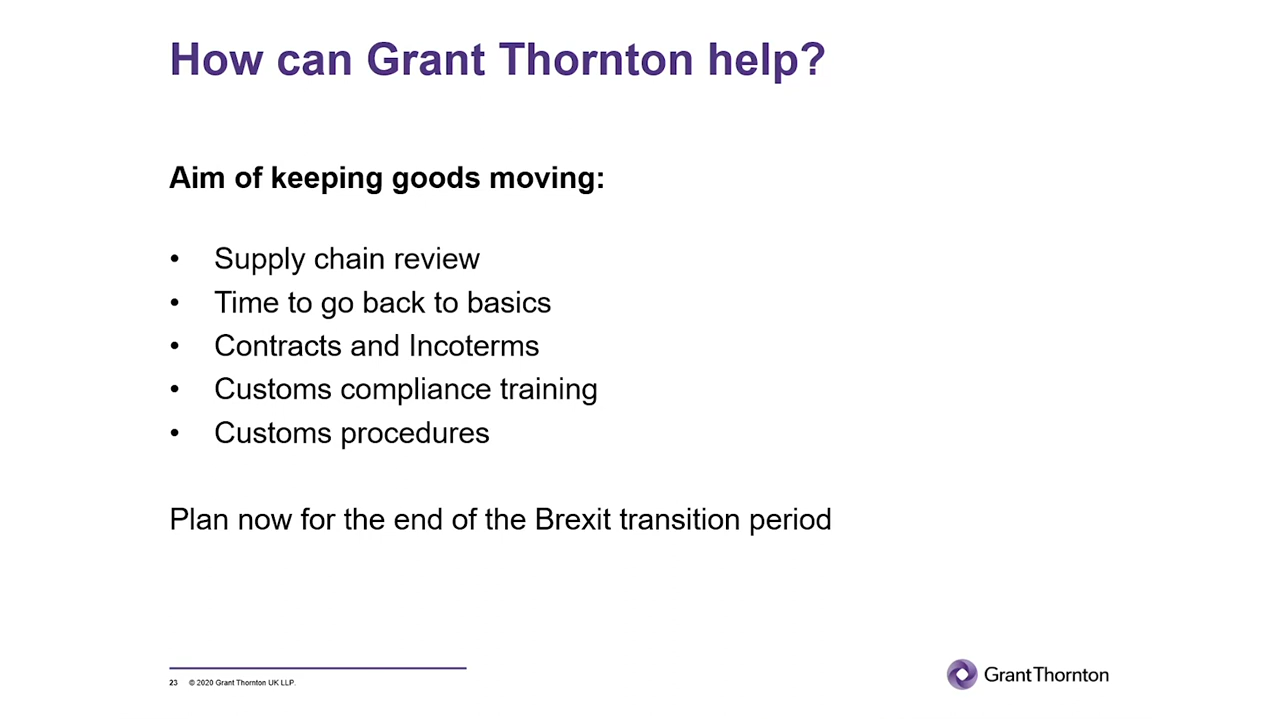 How can Grant Thornton help?
Aim of keeping goods moving:
• Supply chain review
• Time to go back to basics
• Contracts and Incoterms
• Customs compliance training
• Customs procedures
Plan now for the end of the Brexit transition period
23 © 2020 Grant Thornton UK LLP.
GrantThornton